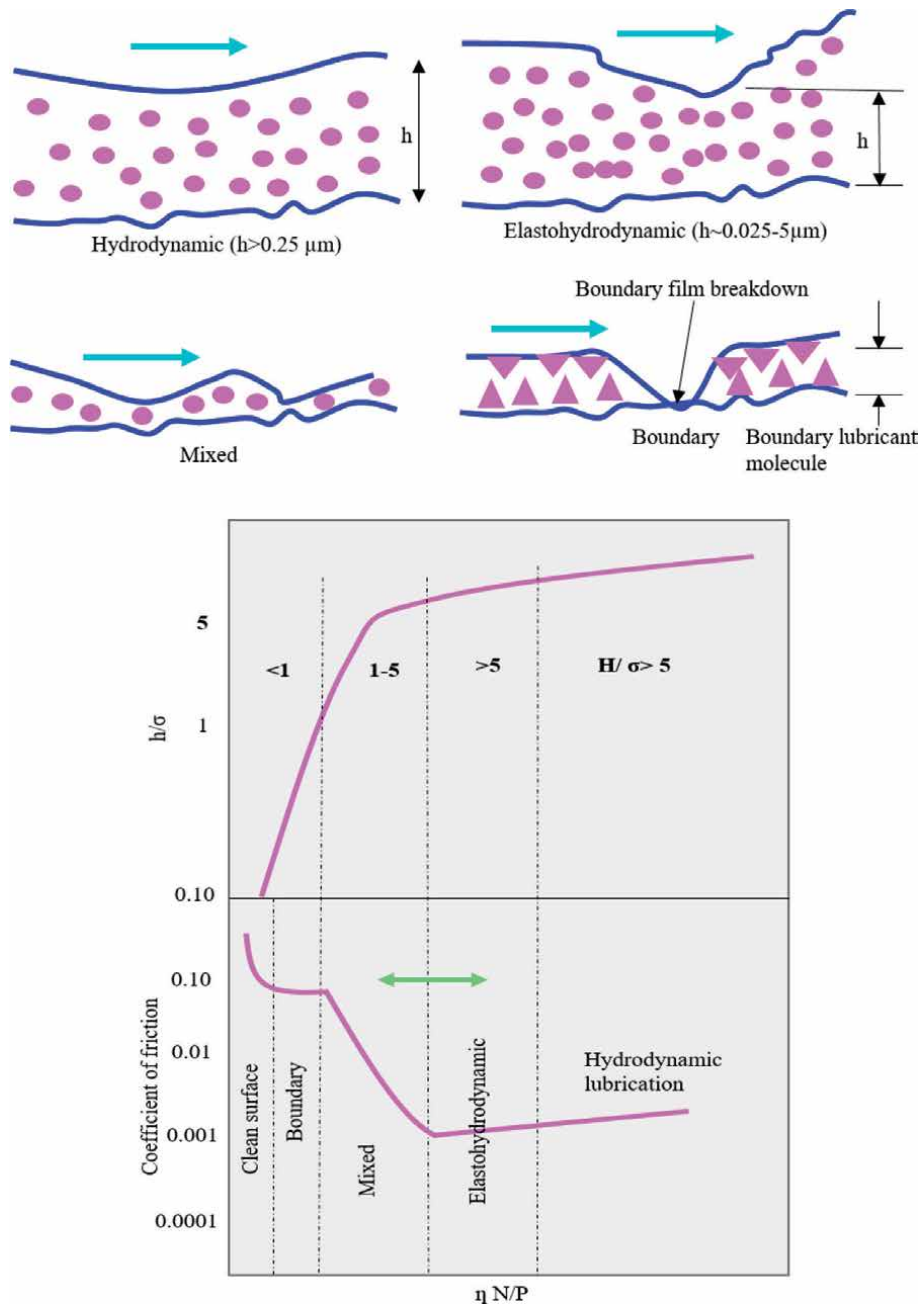 h
h
Hydrodynamic (h>0.25 μm)
Elastohydrodynamic (h~0.025-5μm)
Boundary film breakdown
Mixed
Boundary
Boundary lubricant
molecule
5
<1
1-5
>5
H/ σ> 5
h/σ
1
0.10
Coefficient of friction
0.10
0.01
0.001
0.0001
Clean surface
Boundary
Mixed
Elastohydrodynamic
Hydrodynamic
lubrication
η N/P